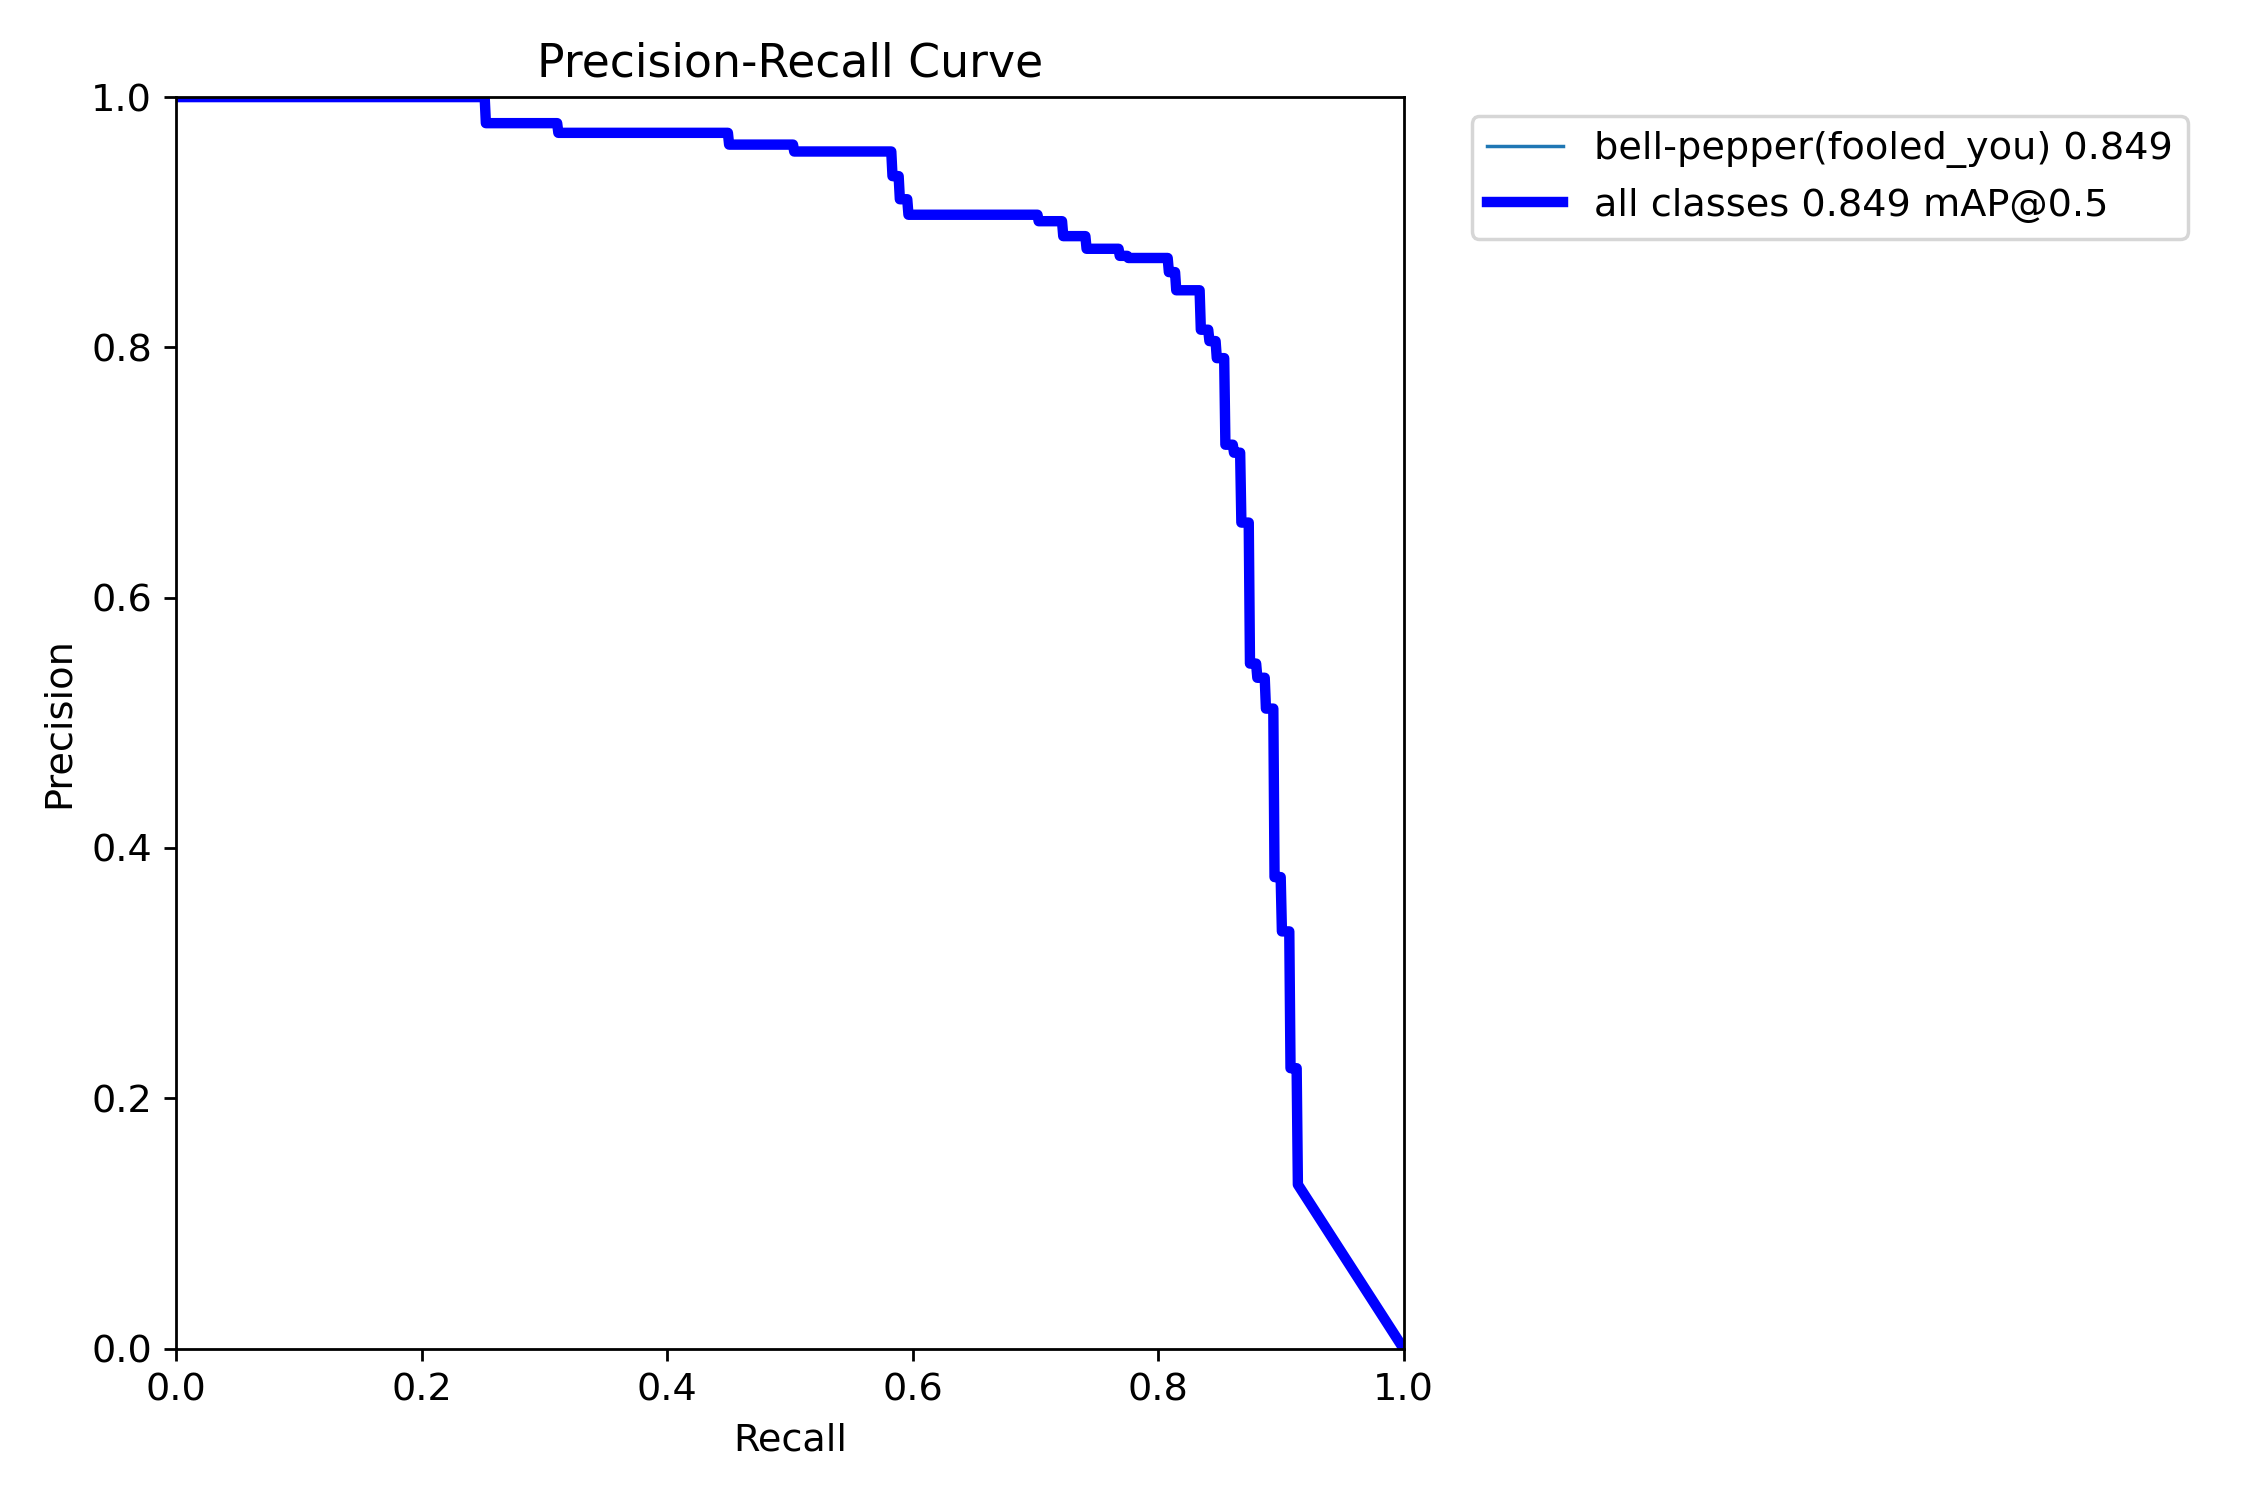 Precision-Recall Curve
1.0
0.8
0.6
0.4
0.2
0.0
Precision
0.0 0.2 0.4 0.6 0.8 1.0
Recall
bell-pepper(fooled_you) 0.849
all classes 0.849 mAP@0.5